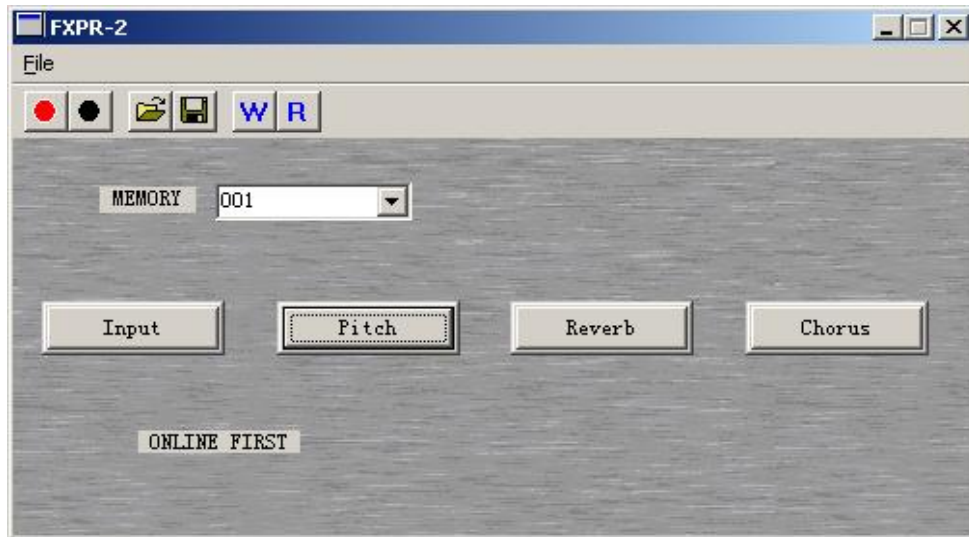 FXPR-2
File
W R
MEMORY 001
Input Pitch Reverb Chorus
ONLINE FIRST